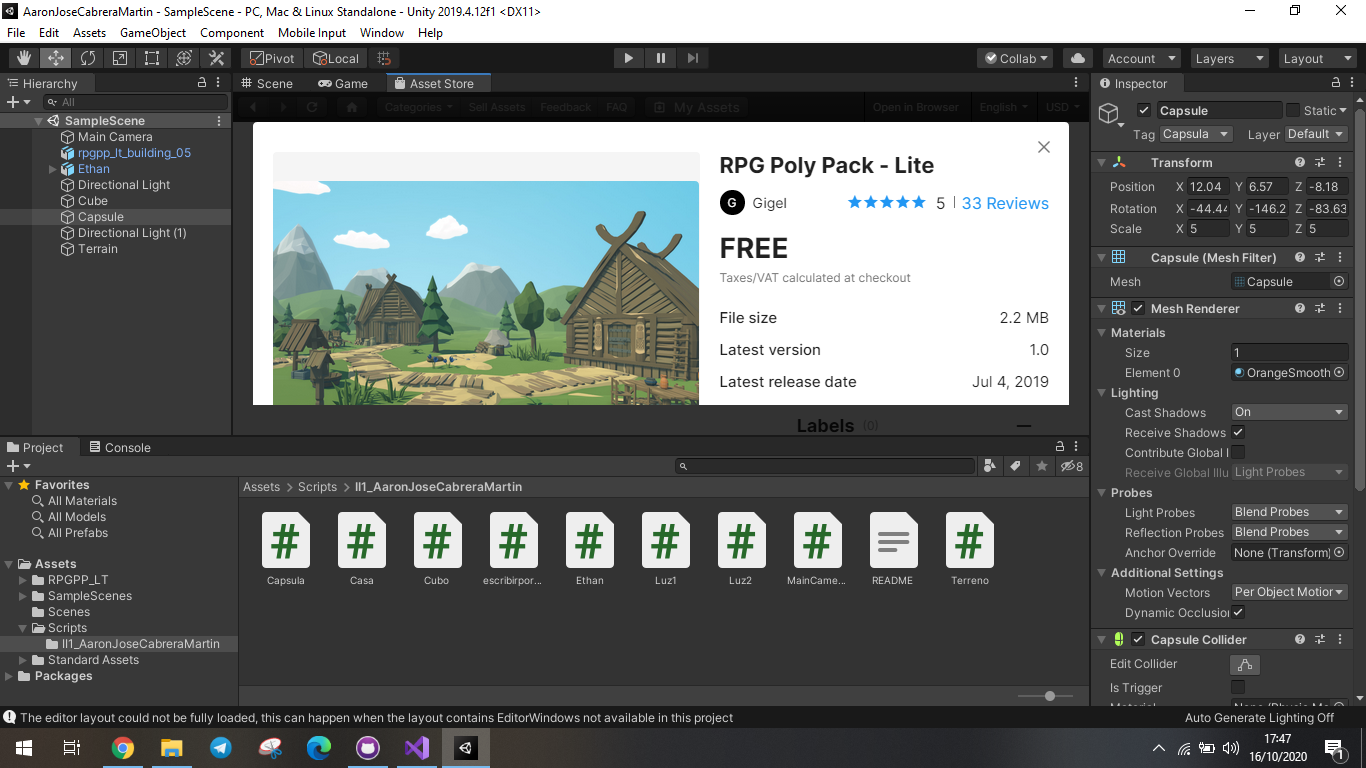 AaronJoseCabreraMartin - SampleScene - PC, Mac & Linux Standalone - Unity 2019.4.12f1 <DX11>
File Edit Assets GameObject Component Mobile Input Window Help
Pivot Local Collab Account Layers Layout
Hierarchy
All
SampleScene
Main Camera
rpgpp_lt_building_05
Ethan
Directional Light
Cube
Capsule
Directional Light (1)
Terrain
Scene Game Asset Store
Categories Sell Assets Feedback FAQ My Assets Open in Browser English USD
RPG Poly Pack - Lite
G Gigel 5 | 33 Reviews
FREE
Taxes/VAT calculated at checkout
File size 2.2 MB
Latest version 1.0
Latest release date Jul 4, 2019
Labels (0)
Inspector
Capsule Static
Tag Capsula Layer Default
Transform
Position X 12.04 Y 6.57 Z -8.18
Rotation X -44.44 Y -146.2 Z -83.63
Scale X 5 Y 5 Z 5
Capsule (Mesh Filter)
Mesh Capsule
Mesh Renderer
Materials
Size 1
Element 0 OrangeSmooth
Lighting
Cast Shadows On
Receive Shadows
Contribute Global I
Receive Global Illu Light Probes
Probes
Light Probes Blend Probes
Reflection Probes Blend Probes
Anchor Override None (Transform)
Additional Settings
Motion Vectors Per Object Motion
Dynamic Occlusion
Capsule Collider
Edit Collider
Is Trigger
Project Console
8
Favorites
All Materials
All Models
All Prefabs
Assets
RPGPP_LT
SampleScenes
Scenes
Scripts
II1_AaronJoseCabreraMartin
Standard Assets
Packages
Assets > Scripts > II1_AaronJoseCabreraMartin
# # # # # # # # #
Capsula Casa Cubo escribirpor... Ethan Luz1 Luz2 MainCame... README Terreno
The editor layout could not be fully loaded, this can happen when the layout contains EditorWindows not available in this project
Auto Generate Lighting Off
17:47
16/10/2020
1